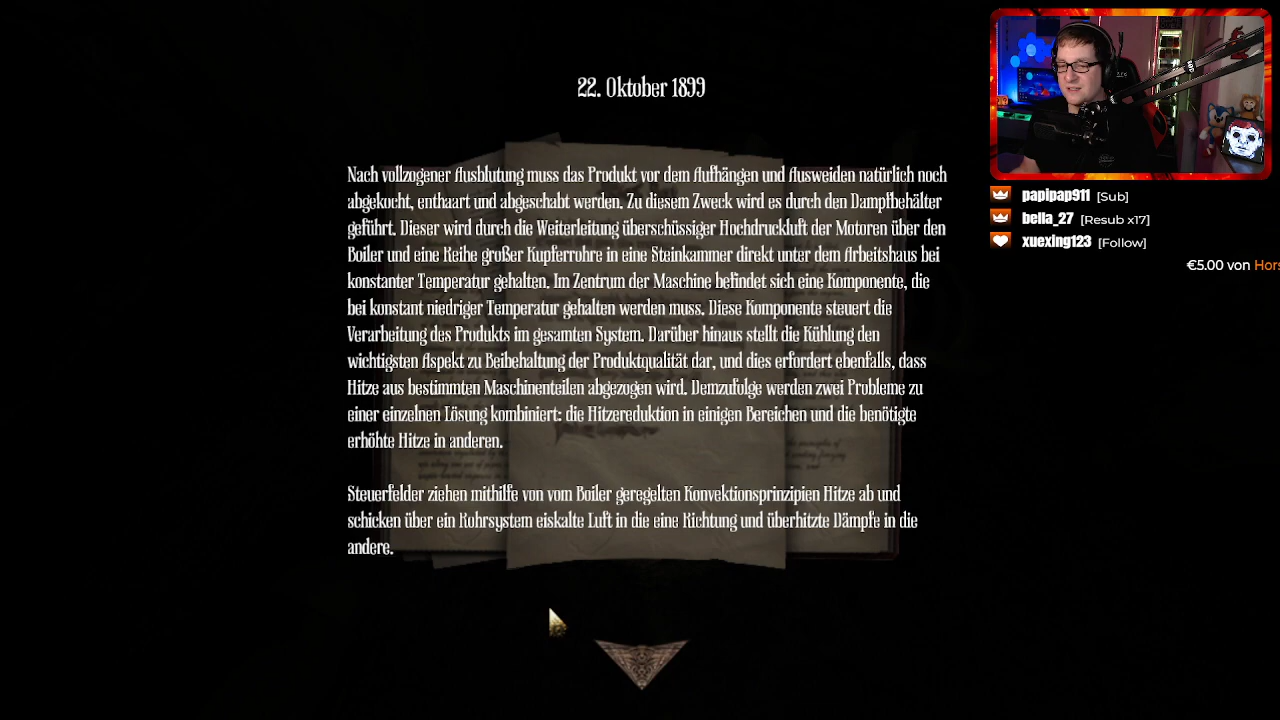 22. Oktober 1899
Nach vollzogener Ausblutung muss das Produkt vor dem Aufhängen und Ausweiden natürlich noch
abgekocht, enthaart und abgeschabt werden. Zu diesem Zweck wird es durch den Dampfbehälter
geführt. Dieser wird durch die Weiterleitung überschüssiger Hochdruckluft der Motoren über den
Boiler und eine Reihe großer Kupferrohre in eine Steinkammer direkt unter dem Arbeitshaus bei
konstanter Temperatur gehalten. Im Zentrum der Maschine befindet sich eine Komponente, die
bei konstant niedriger Temperatur gehalten werden muss. Diese Komponente steuert die
Verarbeitung des Produkts im gesamten System. Darüber hinaus stellt die Kühlung den
wichtigsten Aspekt zu Beibehaltung der Produktqualität dar, und dies erfordert ebenfalls, dass
Hitze aus bestimmten Maschinenteilen abgezogen wird. Demzufolge werden zwei Probleme zu
einer einzelnen Lösung kombiniert: die Hitzereduktion in einigen Bereichen und die benötigte
erhöhte Hitze in anderen.
Steuerfelder ziehen mithilfe von vom Boiler geregelten Konvektionsprinzipien Hitze ab und
schicken über ein Rohrsystem eiskalte Luft in die eine Richtung und überhitzte Dämpfe in die
andere.
papipap911 [Sub]
bella_27 [Resub x17]
xuexing123 [Follow]
€5.00 von Hors